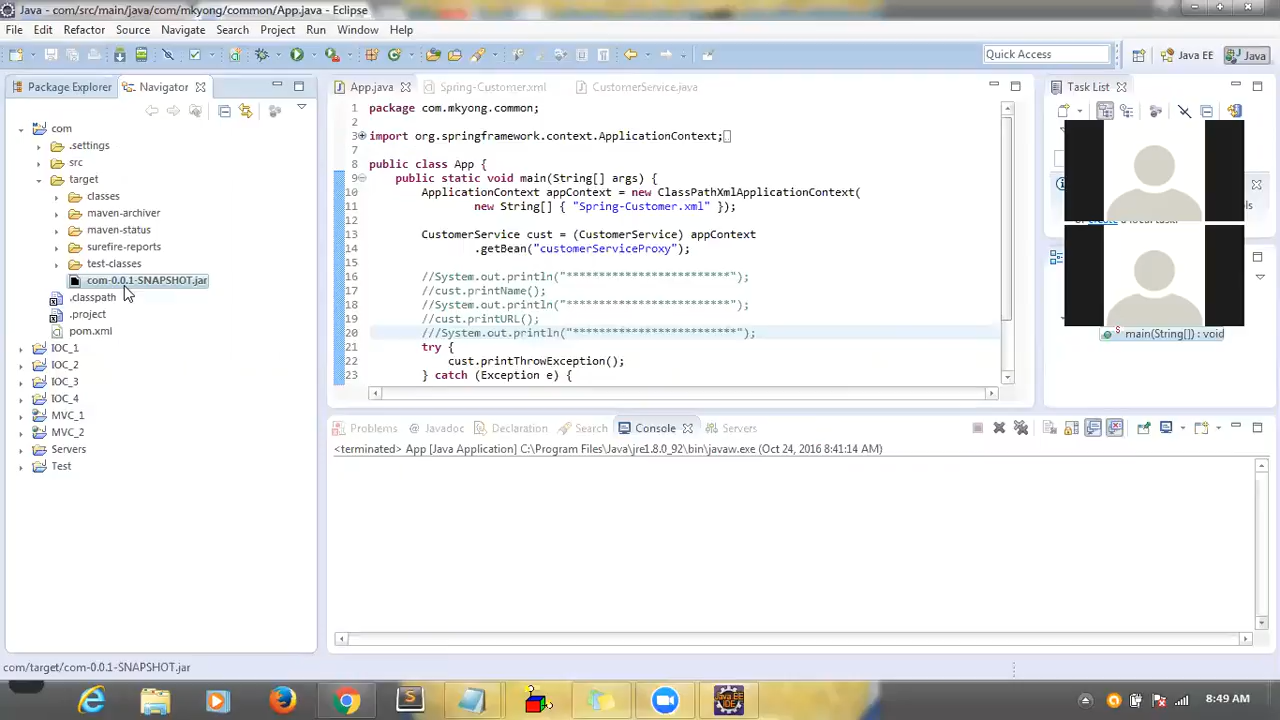 Java - com/src/main/java/com/mkyong/common/App.java - Eclipse
File Edit Refactor Source Navigate Search Project Run Window Help
Quick Access
Java EE
Java
Package Explorer
Navigator
App.java
Spring-Customer.xml
CustomerService.java
Task List
com
.settings
src
target
classes
maven-archiver
maven-status
surefire-reports
test-classes
com-0.0.1-SNAPSHOT.jar
.classpath
.project
pom.xml
IOC_1
IOC_2
IOC_3
IOC_4
MVC_1
MVC_2
Servers
Test
1 package com.mkyong.common;
2
3 import org.springframework.context.ApplicationContext;
7
8 public class App {
9 public static void main(String[] args) {
10 ApplicationContext appContext = new ClassPathXmlApplicationContext(
11 new String[] { "Spring-Customer.xml" });
12
13 CustomerService cust = (CustomerService) appContext
14 .getBean("customerServiceProxy");
15
16 //System.out.println("*************************");
17 //cust.printName();
18 //System.out.println("*************************");
19 //cust.printURL();
20 ///System.out.println("*************************");
21 try {
22 cust.printThrowException();
23 } catch (Exception e) {
main(String[]) : void
Problems
Javadoc
Declaration
Search
Console
Servers
<terminated> App [Java Application] C:\Program Files\Java\jre1.8.0_92\bin\javaw.exe (Oct 24, 2016 8:41:14 AM)
com/target/com-0.0.1-SNAPSHOT.jar
8:49 AM